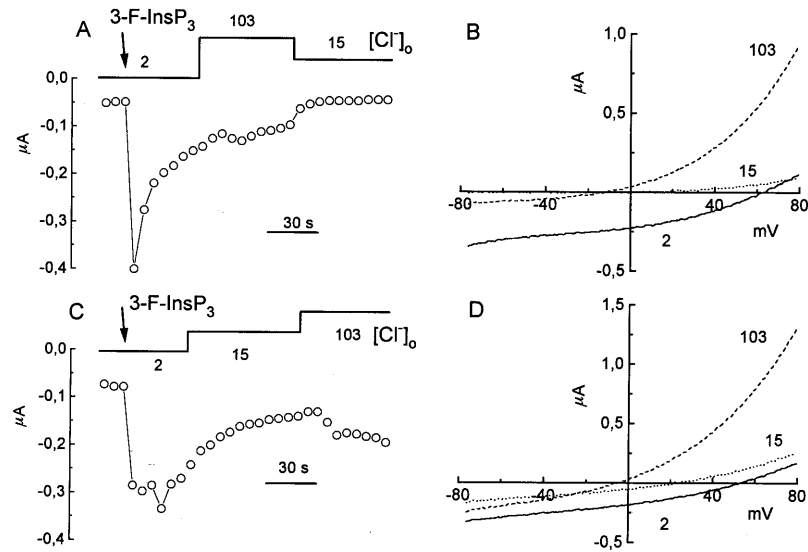 A
3-F-InsP3
2
103
15
[Cl-]o
0,0
-0,1
-0,2
-0,3
-0,4
μA
30 s
B
μA
1,0
0,5
-0,5
-80
-40
40
80
mV
103
15
2
C
3-F-InsP3
2
15
103
[Cl-]o
0,0
-0,1
-0,2
-0,3
-0,4
μA
30 s
D
μA
1,5
1,0
0,5
-0,5
-80
-40
40
80
mV
103
15
2